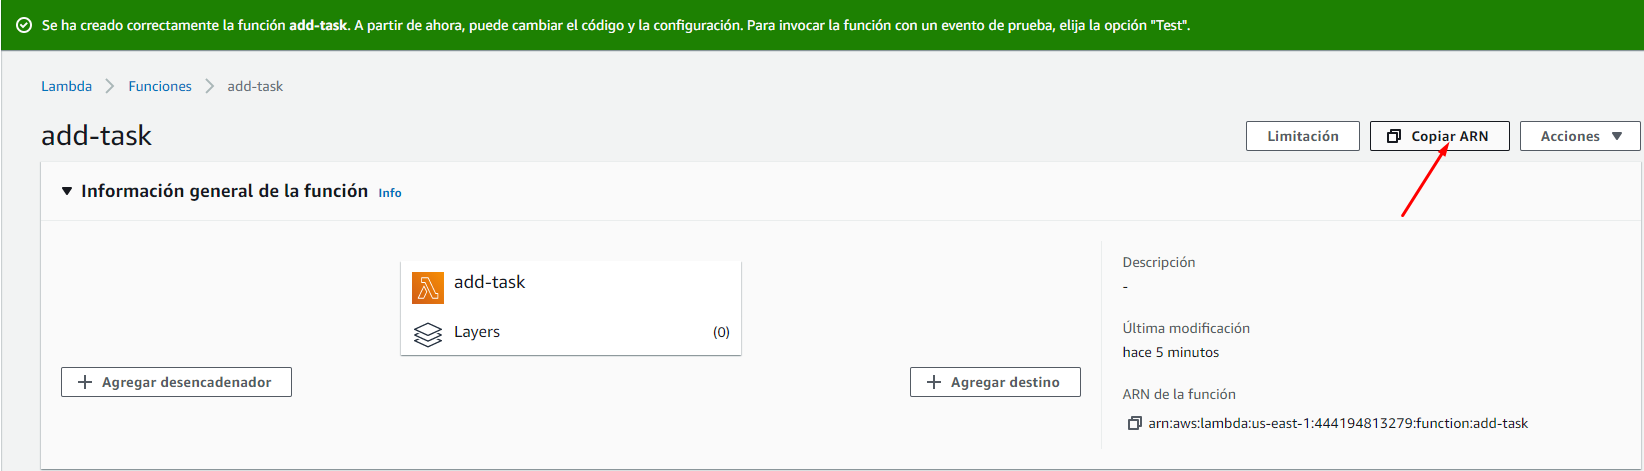 Se ha creado correctamente la función add-task. A partir de ahora, puede cambiar el código y la configuración. Para invocar la función con un evento de prueba, elija la opción "Test".
Lambda > Funciones > add-task
add-task
Limitación
Copiar ARN
Acciones
Información general de la función Info
add-task
Layers (0)
Agregar desencadenador
Agregar destino
Descripción
-
Última modificación
hace 5 minutos
ARN de la función
arn:aws:lambda:us-east-1:444194813279:function:add-task